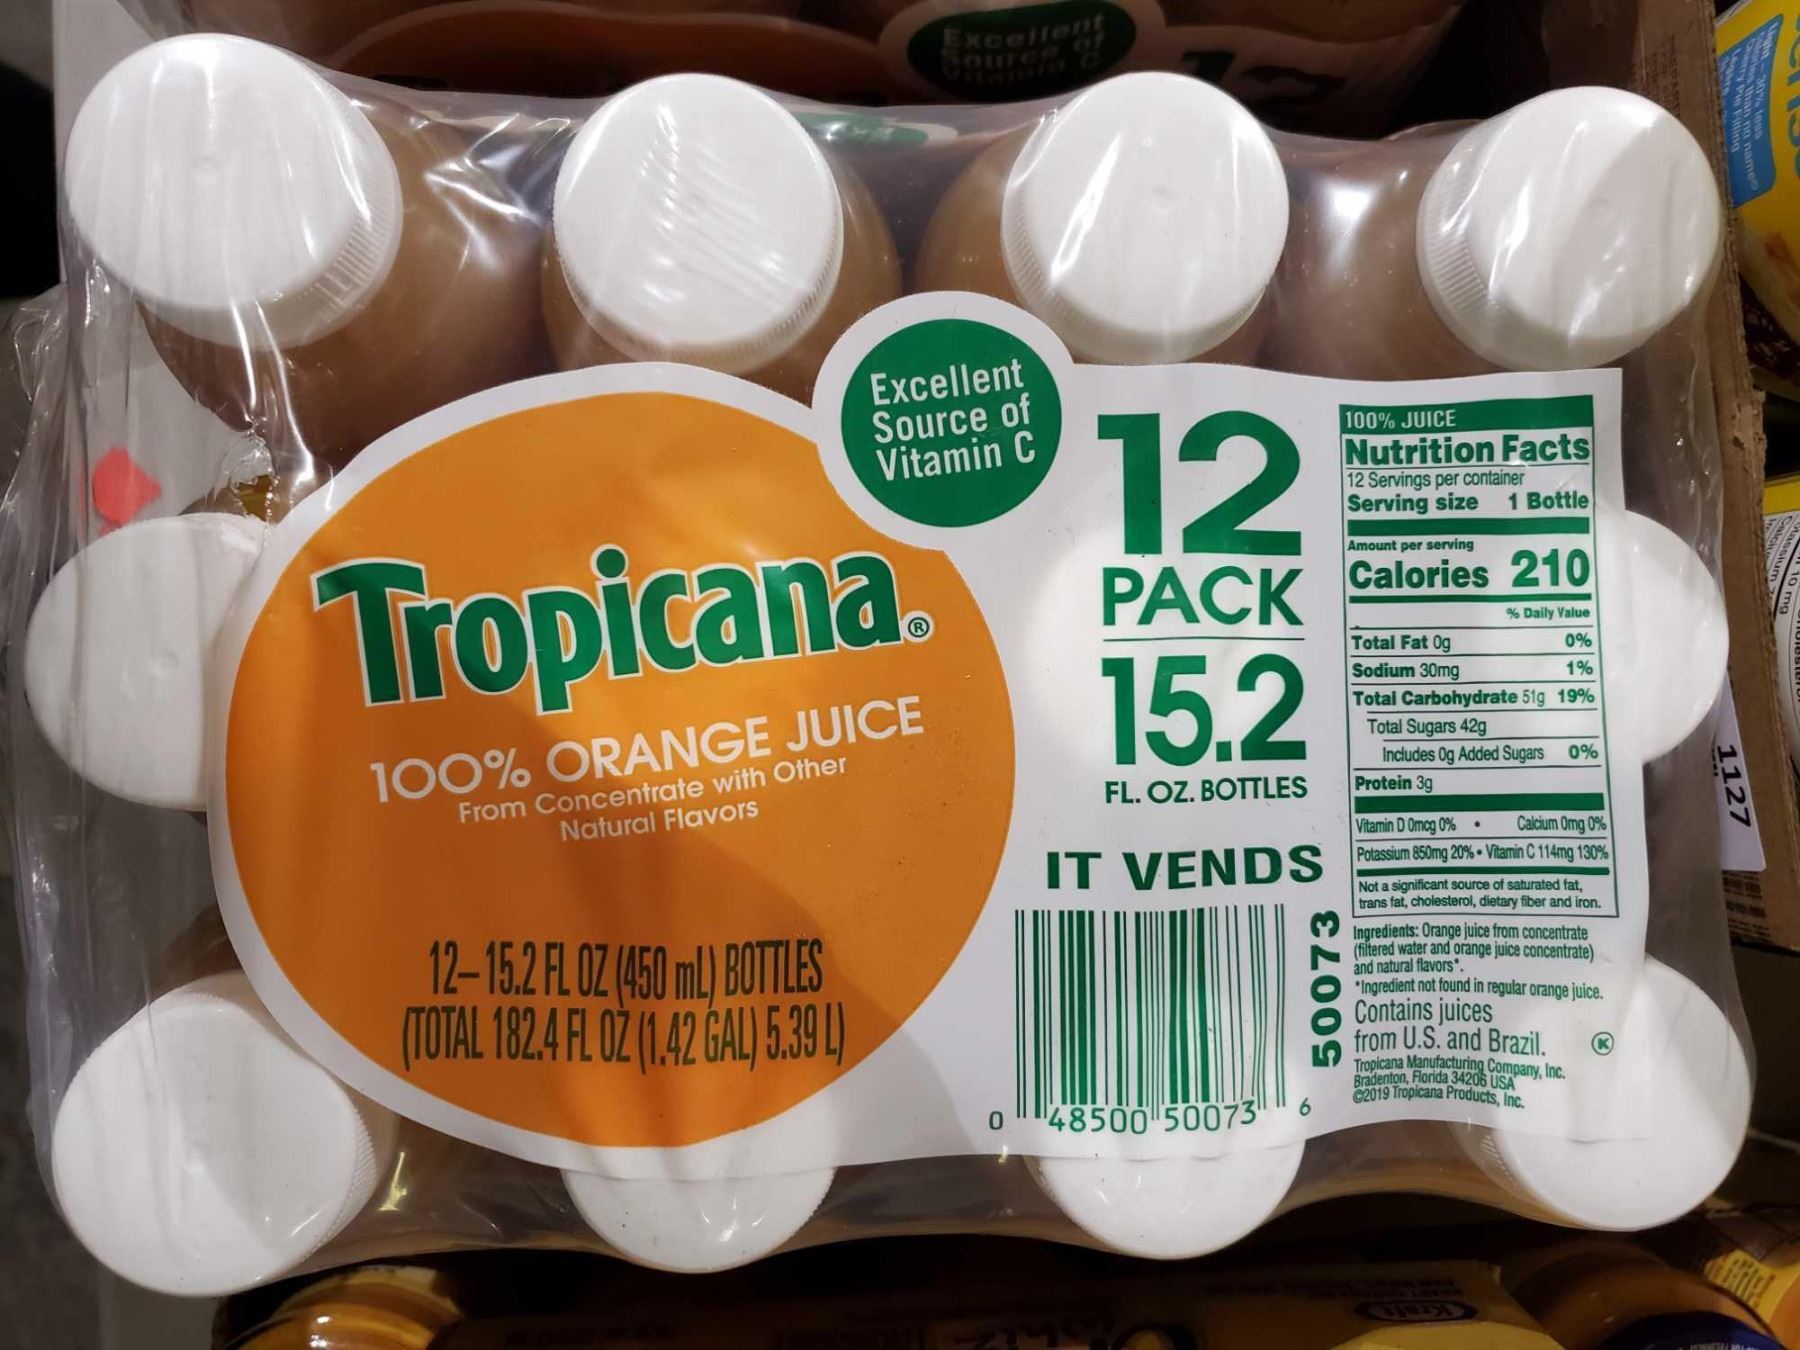 Excellent
Source of
Vitamin C
Excellent
Source of
Vitamin C
Tropicana®
100% ORANGE JUICE
From Concentrate with Other
Natural Flavors
12–15.2 FL OZ (450 mL) BOTTLES
(TOTAL 182.4 FL OZ (1.42 GAL) 5.39 L)
12
PACK
15.2
FL. OZ. BOTTLES
IT VENDS
0 48500 50073 6
50073
100% JUICE
Nutrition Facts
12 Servings per container
Serving size 1 Bottle
Amount per serving
Calories 210
% Daily Value
Total Fat 0g 0%
Sodium 30mg 1%
Total Carbohydrate 51g 19%
Total Sugars 42g
Includes 0g Added Sugars 0%
Protein 3g
Vitamin D 0mcg 0% • Calcium 0mg 0%
Potassium 850mg 20% • Vitamin C 114mg 130%
Not a significant source of saturated fat,
trans fat, cholesterol, dietary fiber and iron.
Ingredients: Orange juice from concentrate
(filtered water and orange juice concentrate)
and natural flavors*.
*Ingredient not found in regular orange juice.
Contains juices
from U.S. and Brazil.
K
Tropicana Manufacturing Company, Inc.
Bradenton, Florida 34206 USA
©2019 Tropicana Products, Inc.
1127
Kraft